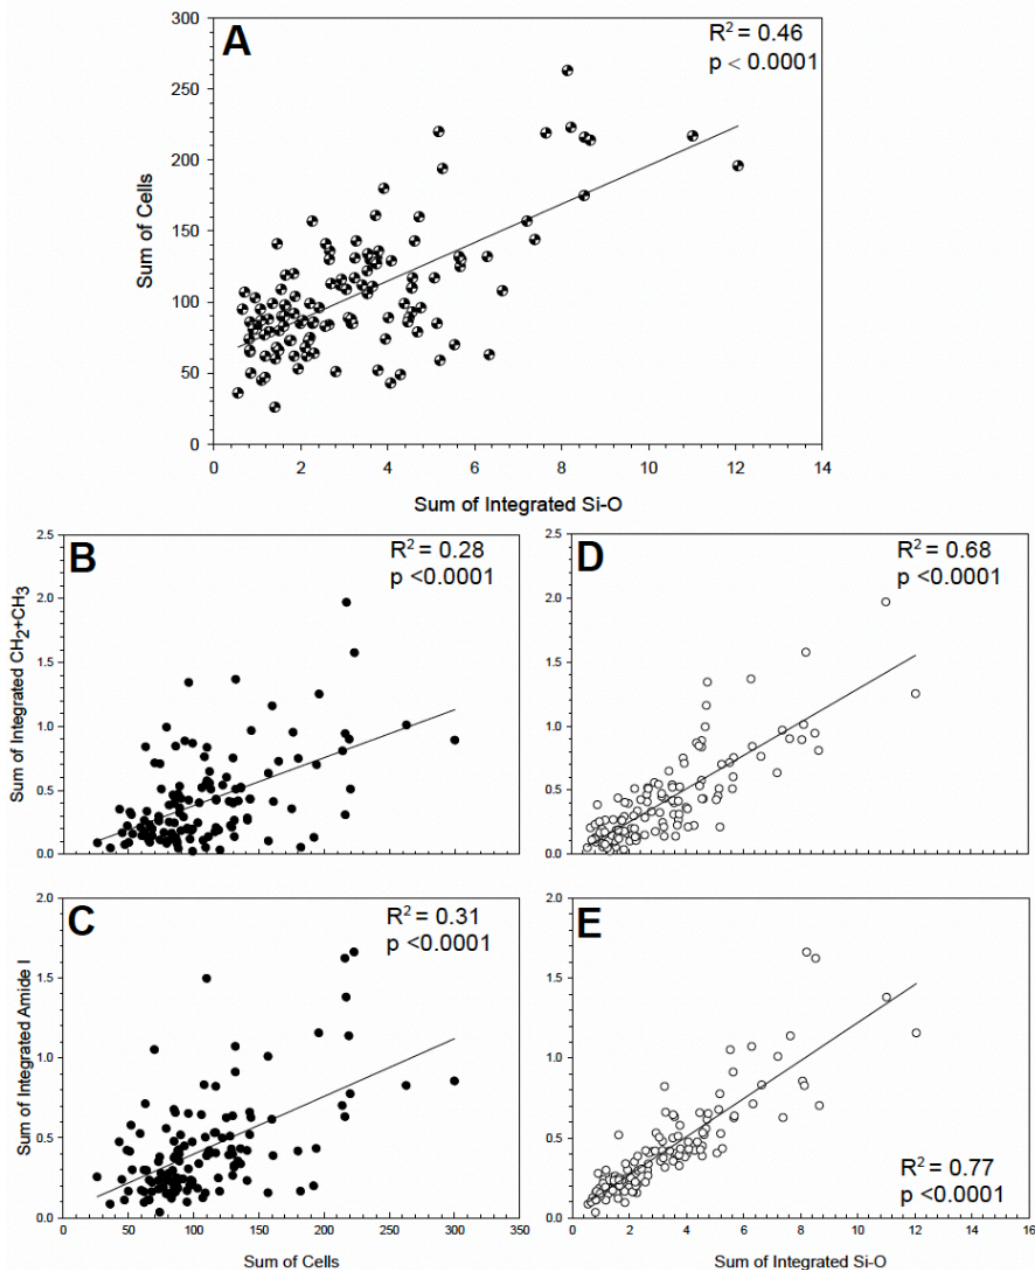 A
R² = 0.46
p < 0.0001
300
250
200
150
100
50
0
Sum of Cells
0 2 4 6 8 10 12 14
Sum of Integrated Si-O
B
R² = 0.28
p <0.0001
2.5
2.0
1.5
1.0
0.5
0.0
Sum of Integrated CH₂+CH₃
D
R² = 0.68
p <0.0001
2.5
2.0
1.5
1.0
0.5
0.0
C
R² = 0.31
p <0.0001
2.0
1.5
1.0
0.5
0.0
Sum of Integrated Amide I
0 50 100 150 200 250 300 350
Sum of Cells
E
2.0
1.5
1.0
0.5
0.0
R² = 0.77
p <0.0001
0 2 4 6 8 10 12 14 16
Sum of Integrated Si-O